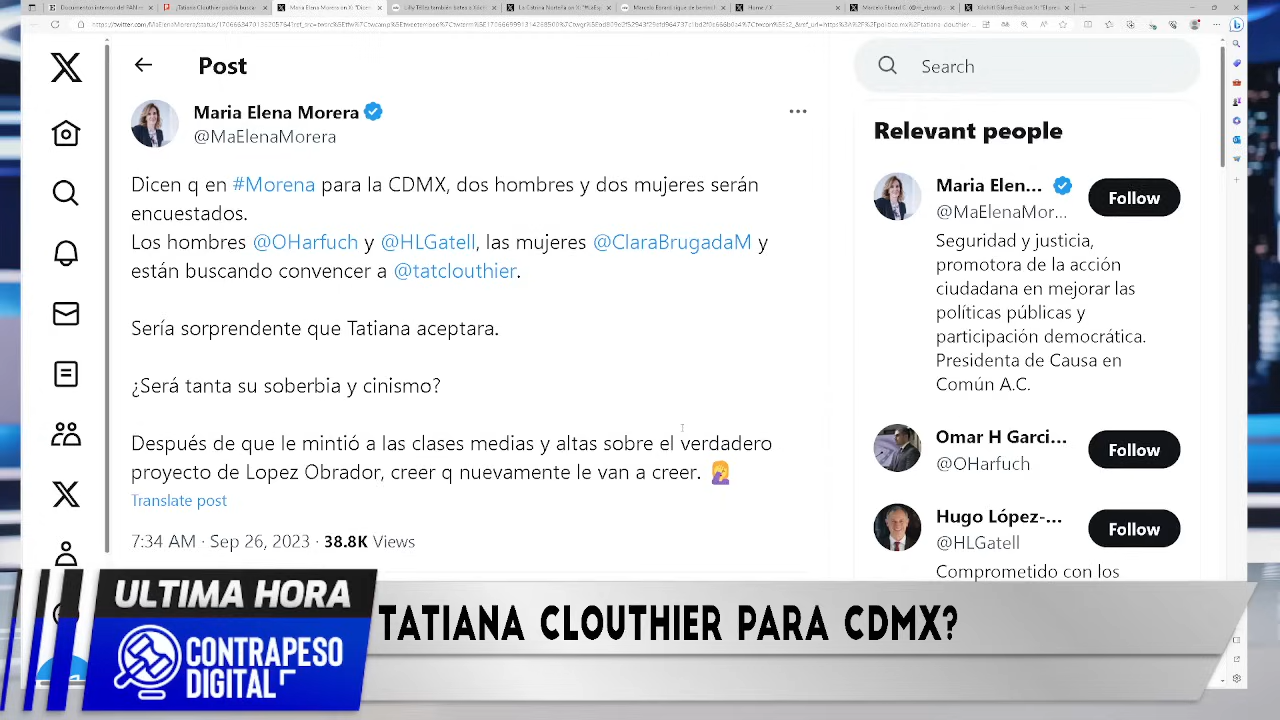 Post
Search
Maria Elena Morera
@MaElenaMorera
Dicen q en #Morena para la CDMX, dos hombres y dos mujeres serán
encuestados.
Los hombres @OHarfuch y @HLGatell, las mujeres @ClaraBrugadaM y
están buscando convencer a @tatclouthier.
Sería sorprendente que Tatiana aceptara.
¿Será tanta su soberbia y cinismo?
Después de que le mintió a las clases medias y altas sobre el verdadero
proyecto de Lopez Obrador, creer q nuevamente le van a creer.
Translate post
7:34 AM · Sep 26, 2023 · 38.8K Views
Relevant people
Maria Elen...
Follow
@MaElenaMor...
Seguridad y justicia,
promotora de la acción
ciudadana en mejorar las
políticas públicas y
participación democrática.
Presidenta de Causa en
Común A.C.
Omar H Garci...
Follow
@OHarfuch
Hugo López-...
Follow
@HLGatell
Comprometido con los
ULTIMA HORA
CONTRAPESO
DIGITAL
TATIANA CLOUTHIER PARA CDMX?